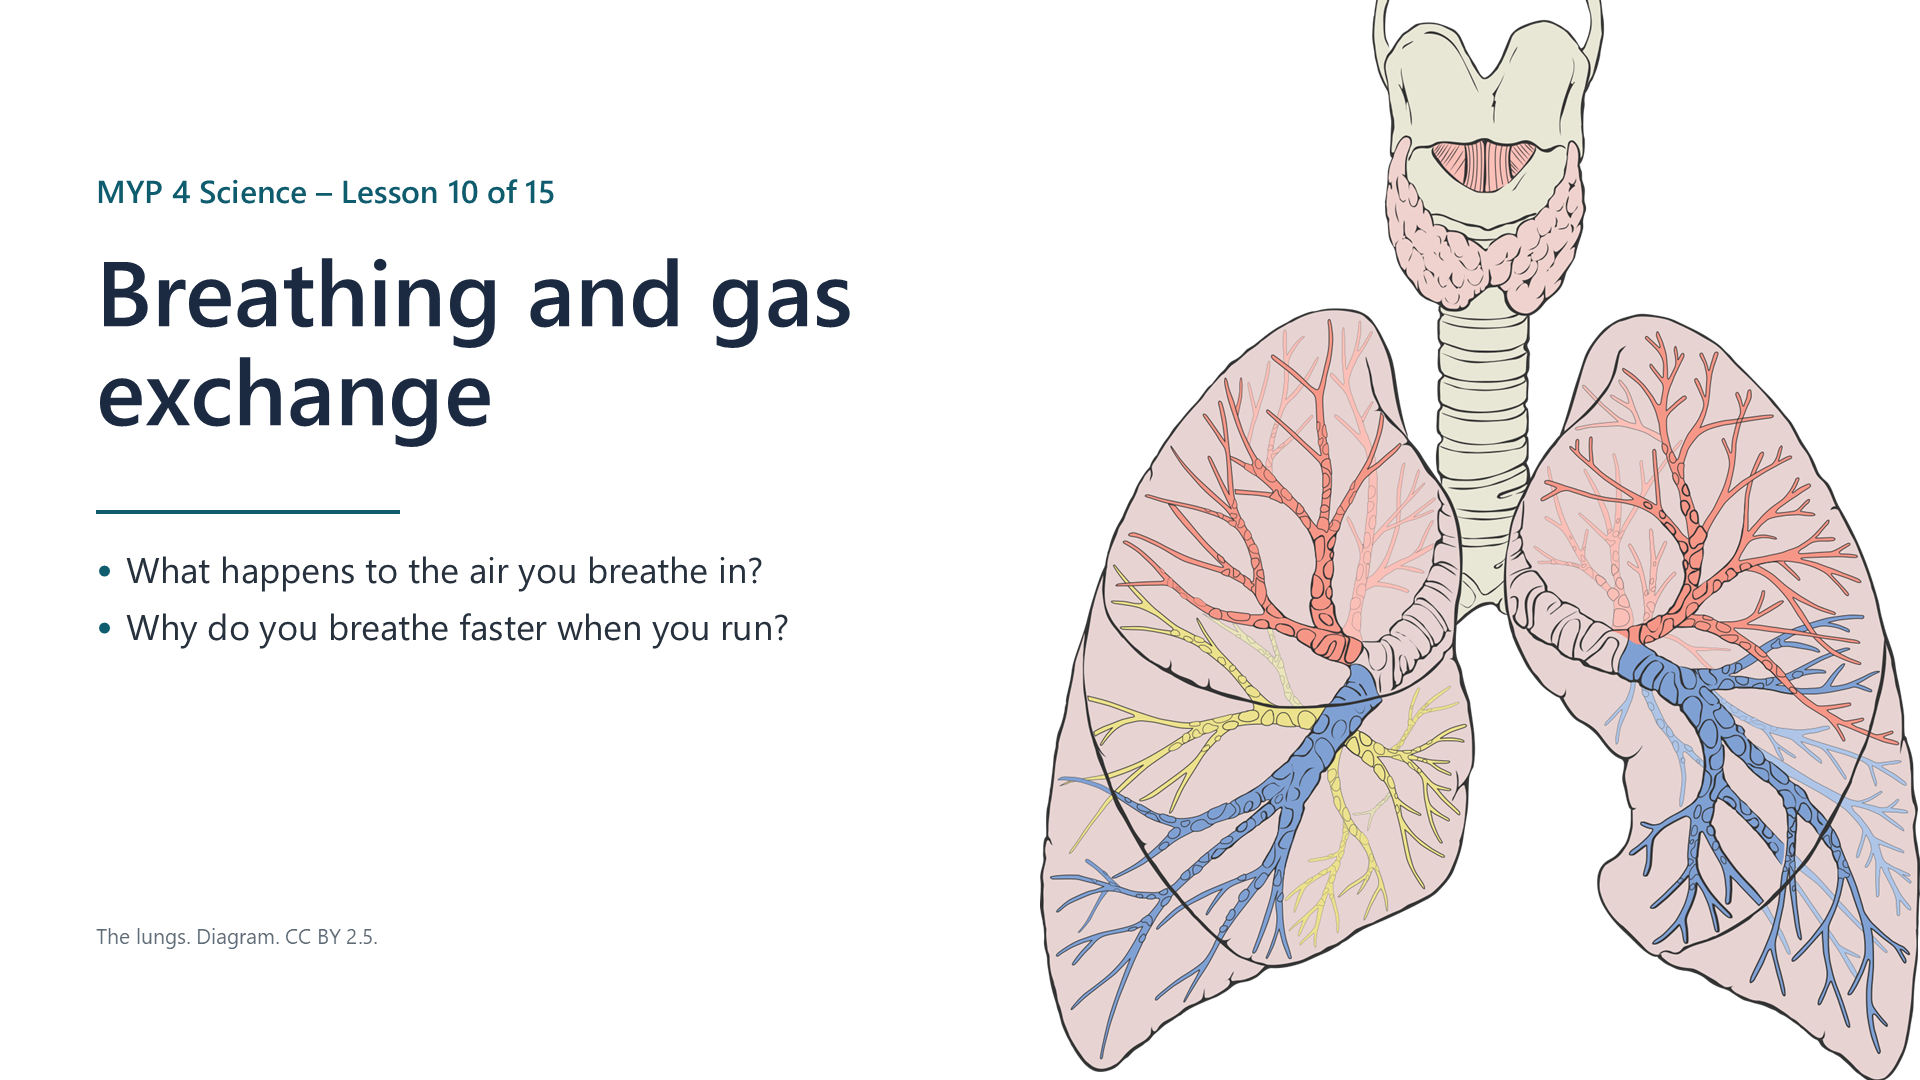 MYP 4 Science – Lesson 10 of 15
Breathing and gas
exchange
• What happens to the air you breathe in?
• Why do you breathe faster when you run?
The lungs. Diagram. CC BY 2.5.